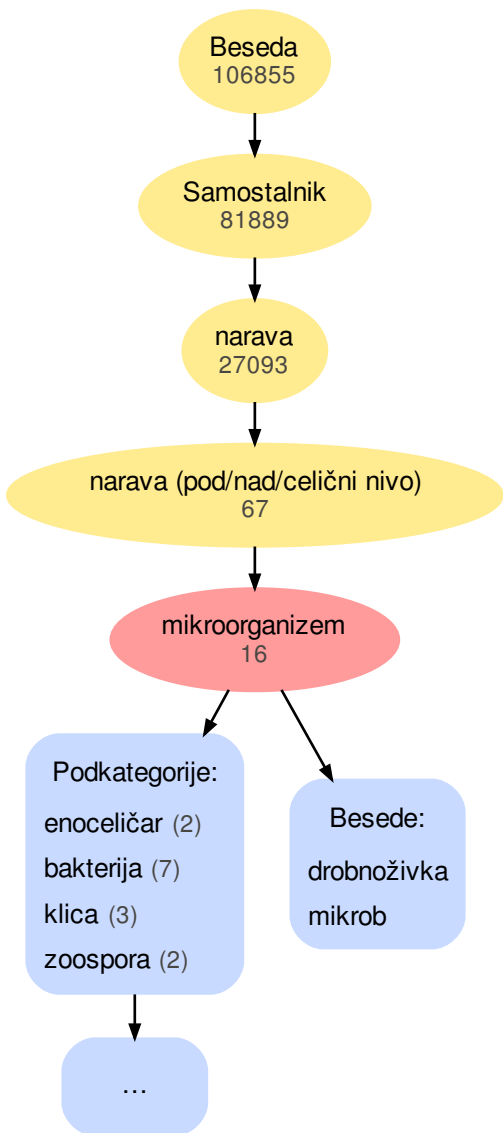 Beseda
106855
Samostalnik
81889
narava
27093
narava (pod/nad/celični nivo)
67
mikroorganizem
16
Podkategorije:
enoceličar (2)
bakterija (7)
klica (3)
zoospora (2)
Besede:
drobnoživka
mikrob
...